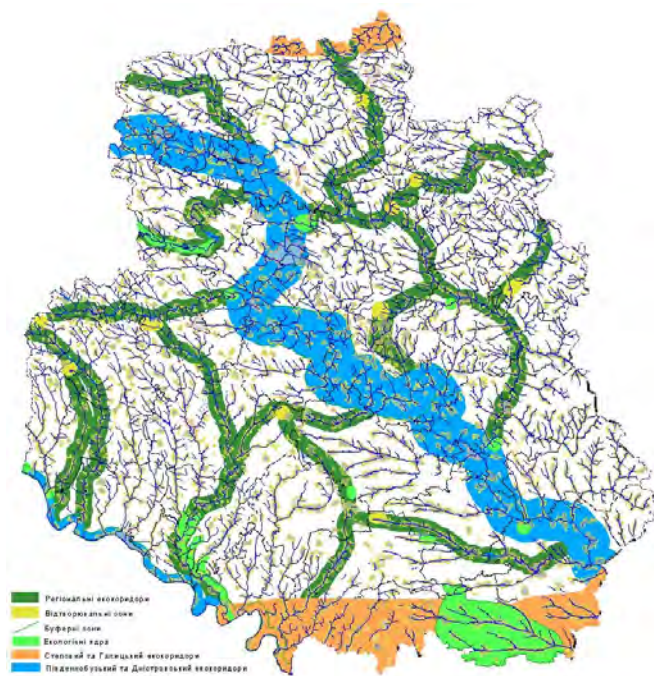 Регіональні екокоридори
Відтворювальні зони
Буферні зони
Екологічні ядра
Степовий та Галицький екокоридори
Південнобузький та Дністровський екокоридори